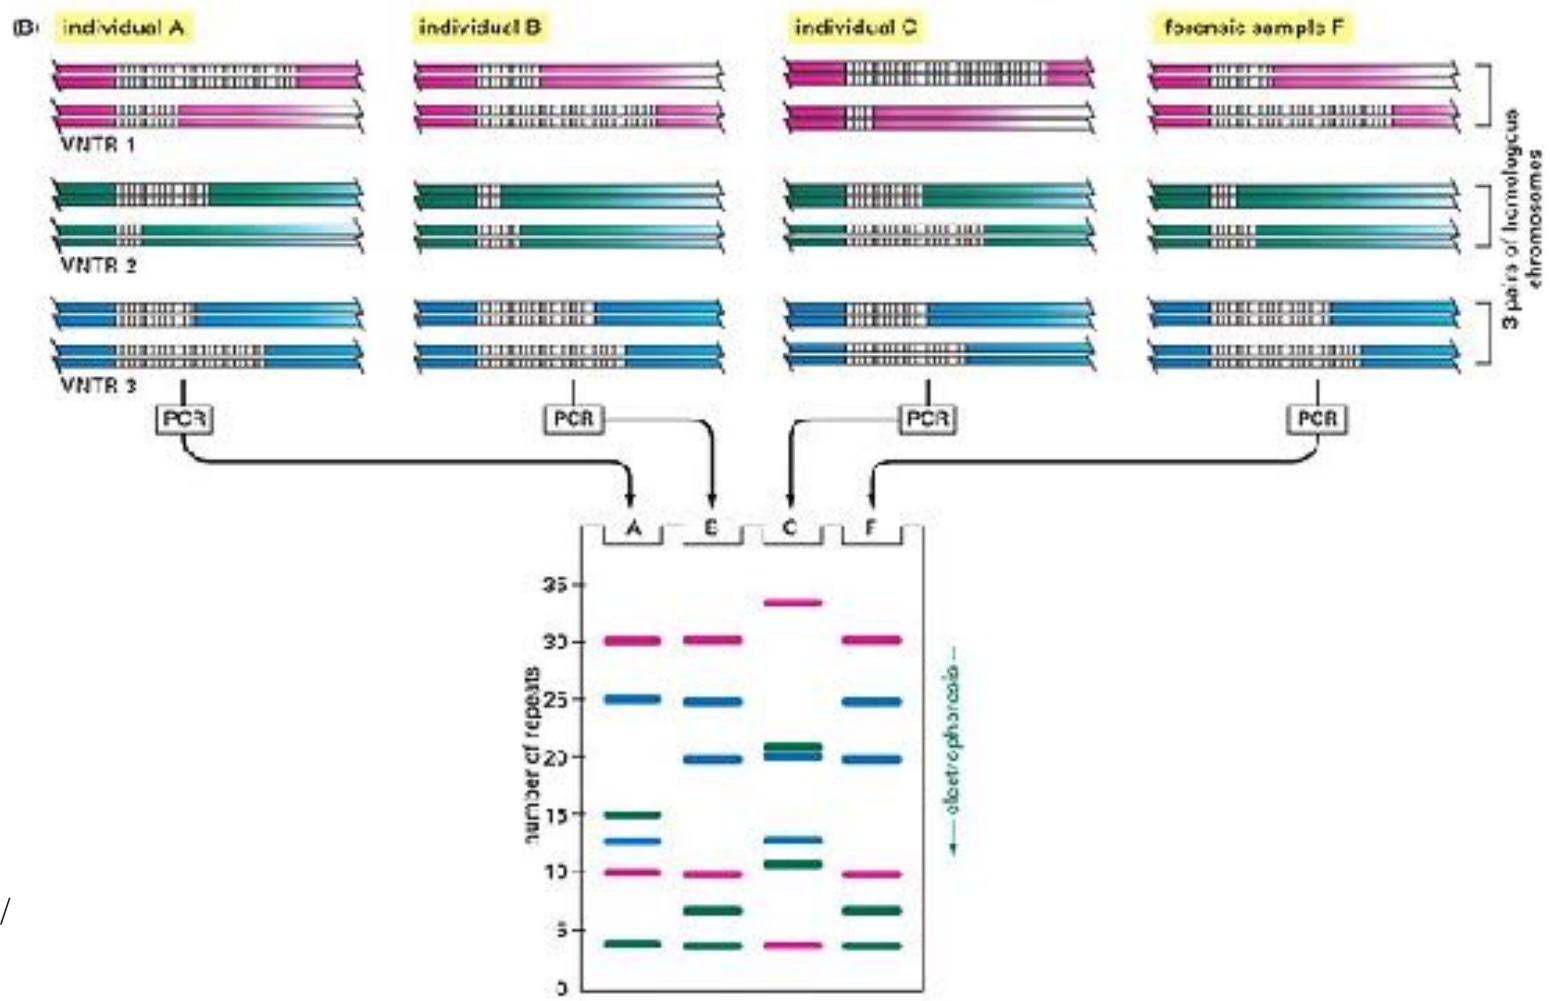 (B)
individual A
individual B
individual C
forensic sample F
VNTR 1
VNTR 2
VNTR 3
3 pairs of homologous
chromosomes
PCR
PCR
PCR
PCR
A
B
C
F
35
30
25
20
15
10
5
0
number of repeats
electrophoresis
/